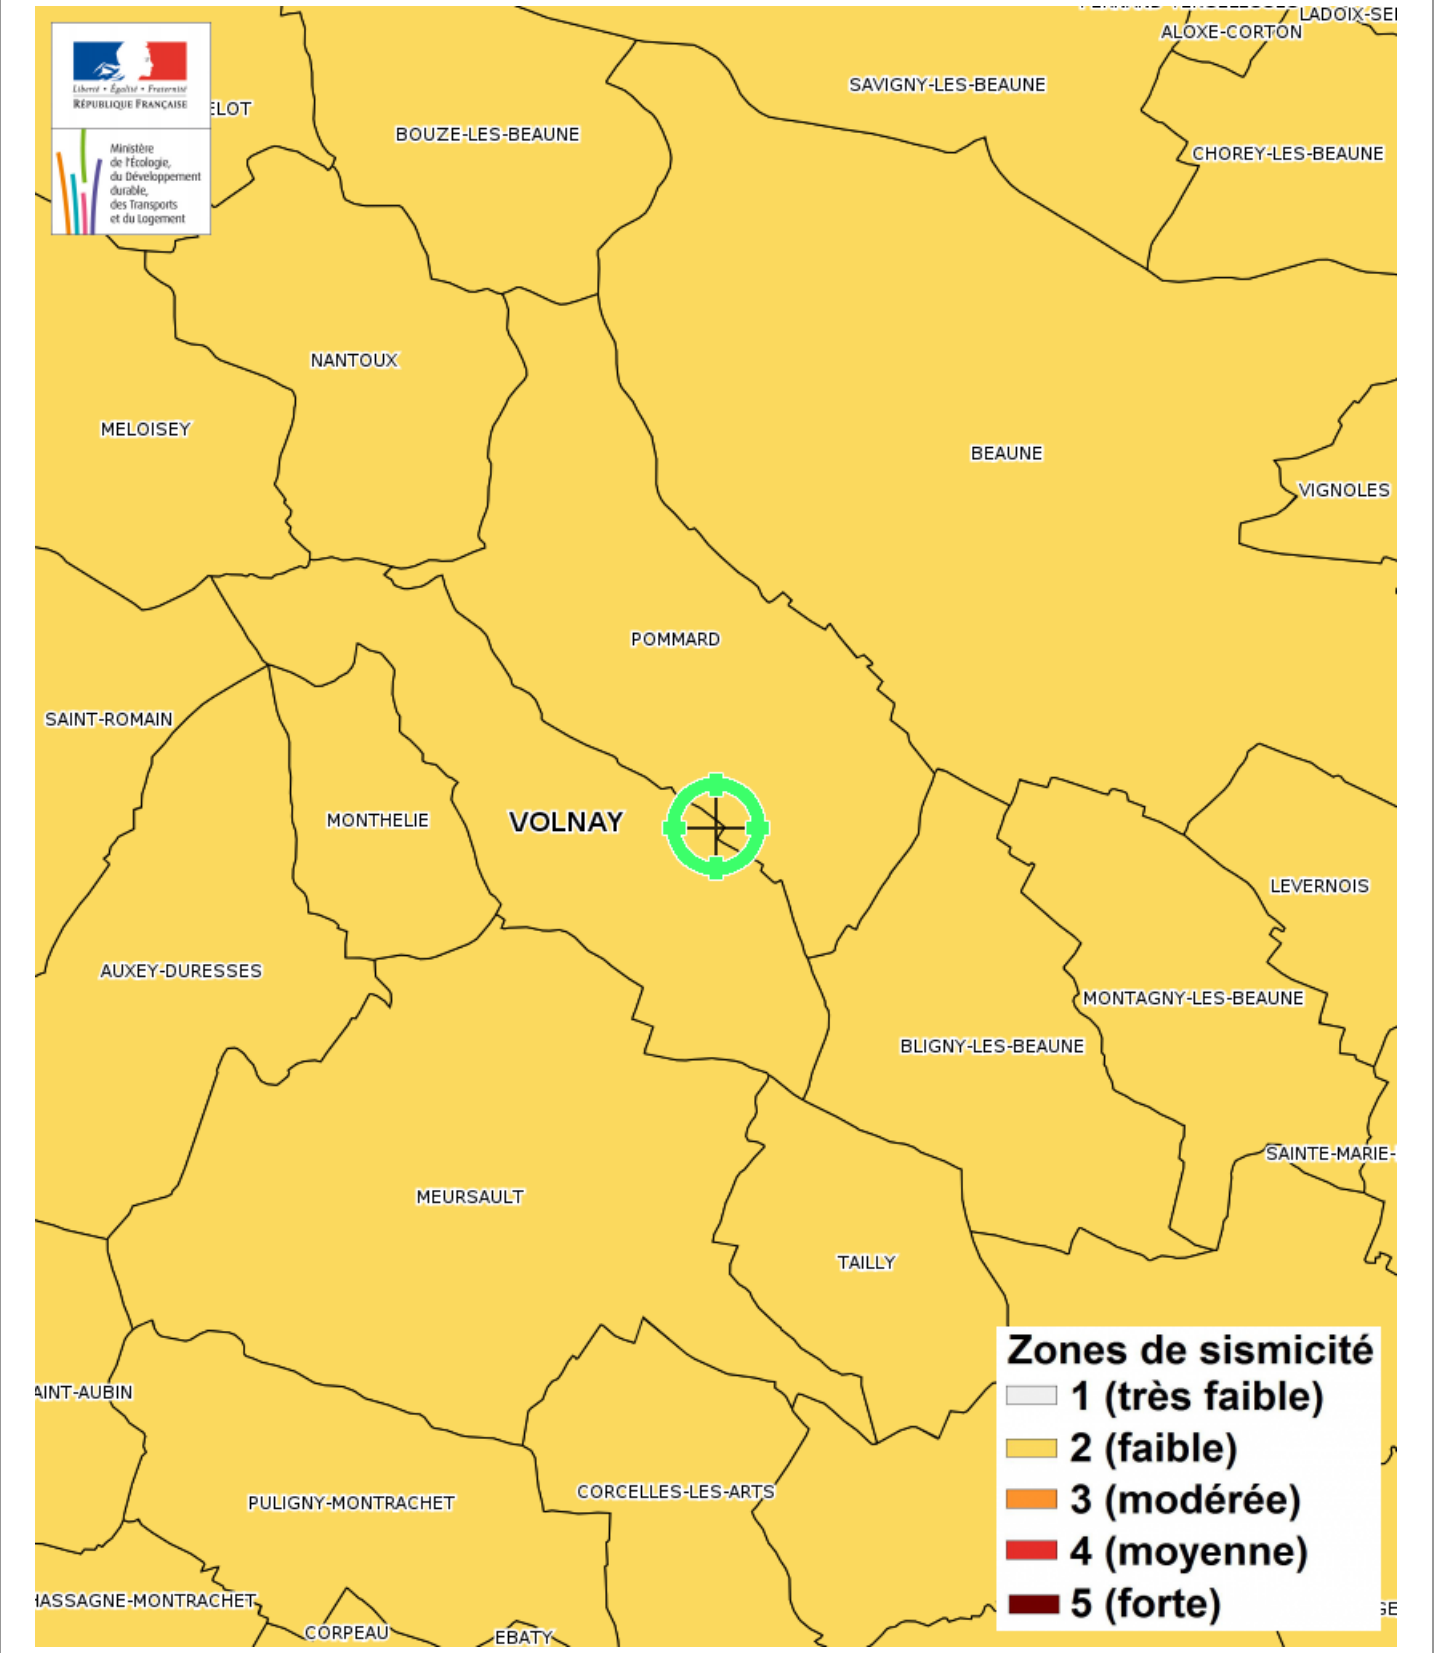 LADOIX-SE
ALOXE-CORTON
SAVIGNY-LES-BEAUNE
Liberté • Égalité • Fraternité
RÉPUBLIQUE FRANÇAISE
ELOT
BOUZE-LES-BEAUNE
CHOREY-LES-BEAUNE
Ministère
de l'Écologie,
du Développement
durable,
des Transports
et du Logement
NANTOUX
MELOISEY
BEAUNE
VIGNOLES
POMMARD
SAINT-ROMAIN
MONTHELIE
VOLNAY
LEVERNOIS
AUXEY-DURESSES
MONTAGNY-LES-BEAUNE
BLIGNY-LES-BEAUNE
SAINTE-MARIE-
MEURSAULT
TAILLY
Zones de sismicité
1 (très faible)
2 (faible)
3 (modérée)
4 (moyenne)
5 (forte)
AINT-AUBIN
PULIGNY-MONTRACHET
CORCELLES-LES-ARTS
HASSAGNE-MONTRACHET
GE
CORPEAU
EBATY